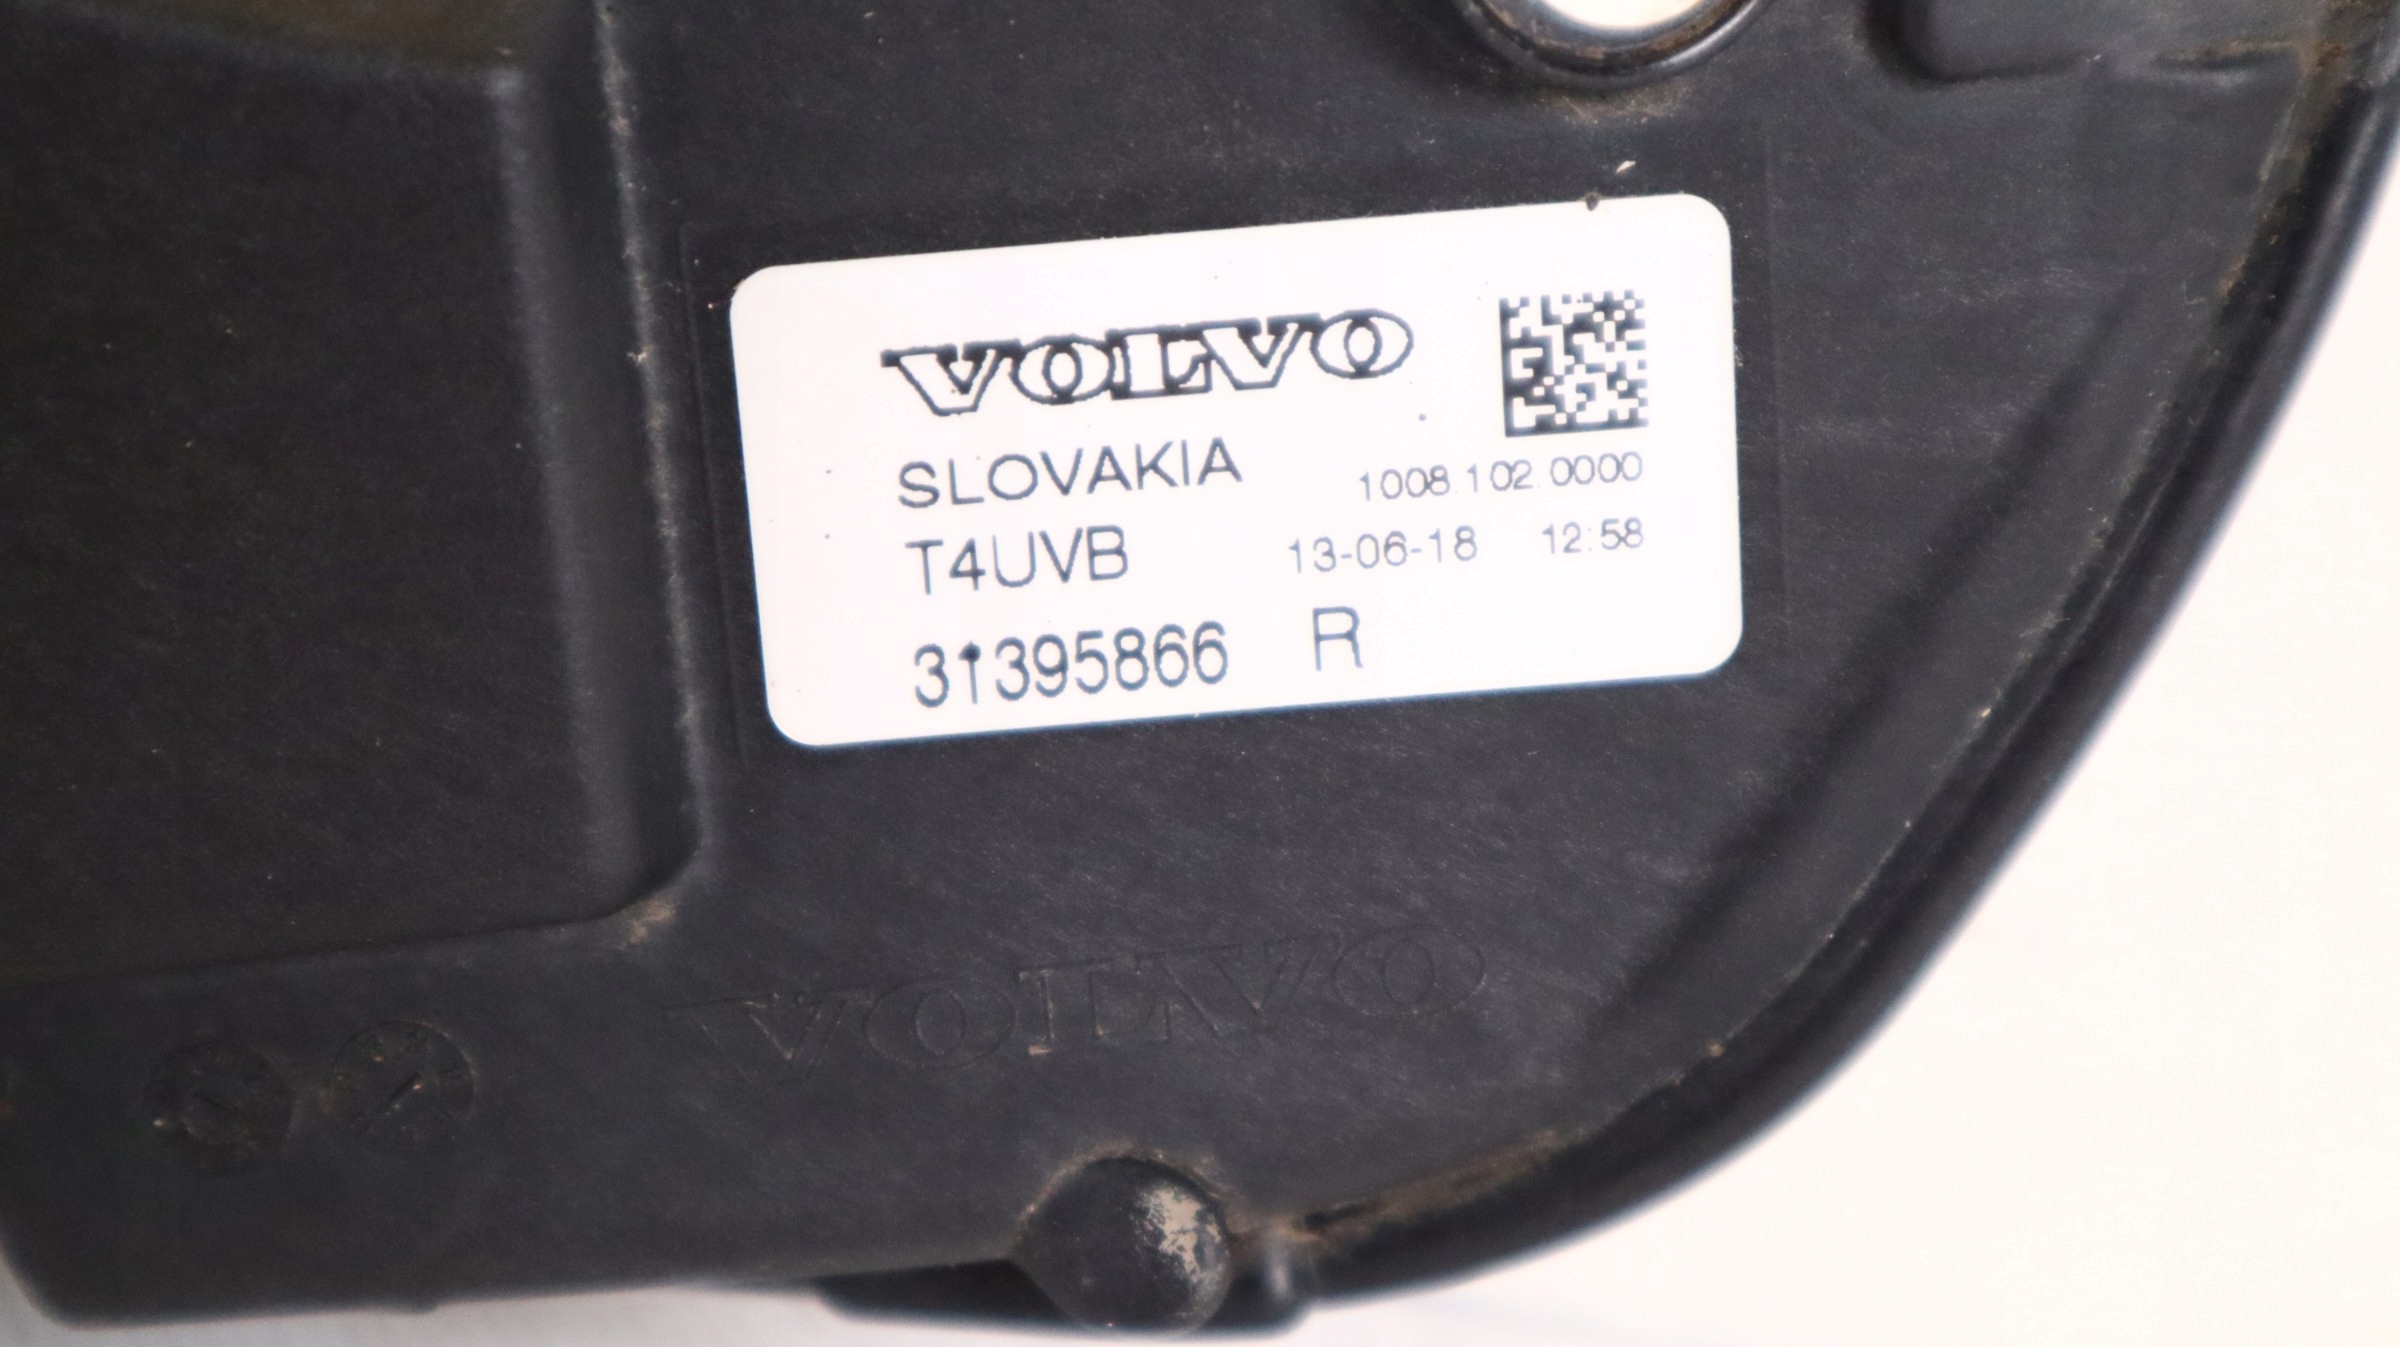 VOLVO
SLOVAKIA 1008.102.0000
T4UVB 13-06-18 12:58
31395866 R
VOLVO